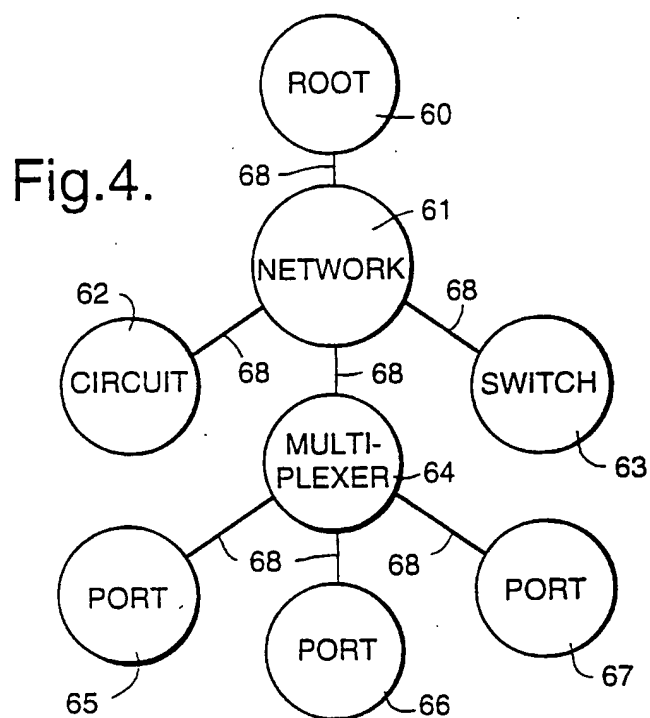 ROOT
60
Fig.4.
68
61
NETWORK
62
68
CIRCUIT
68
68
SWITCH
63
MULTI-
PLEXER
64
68
68
PORT
PORT
PORT
65
66
67